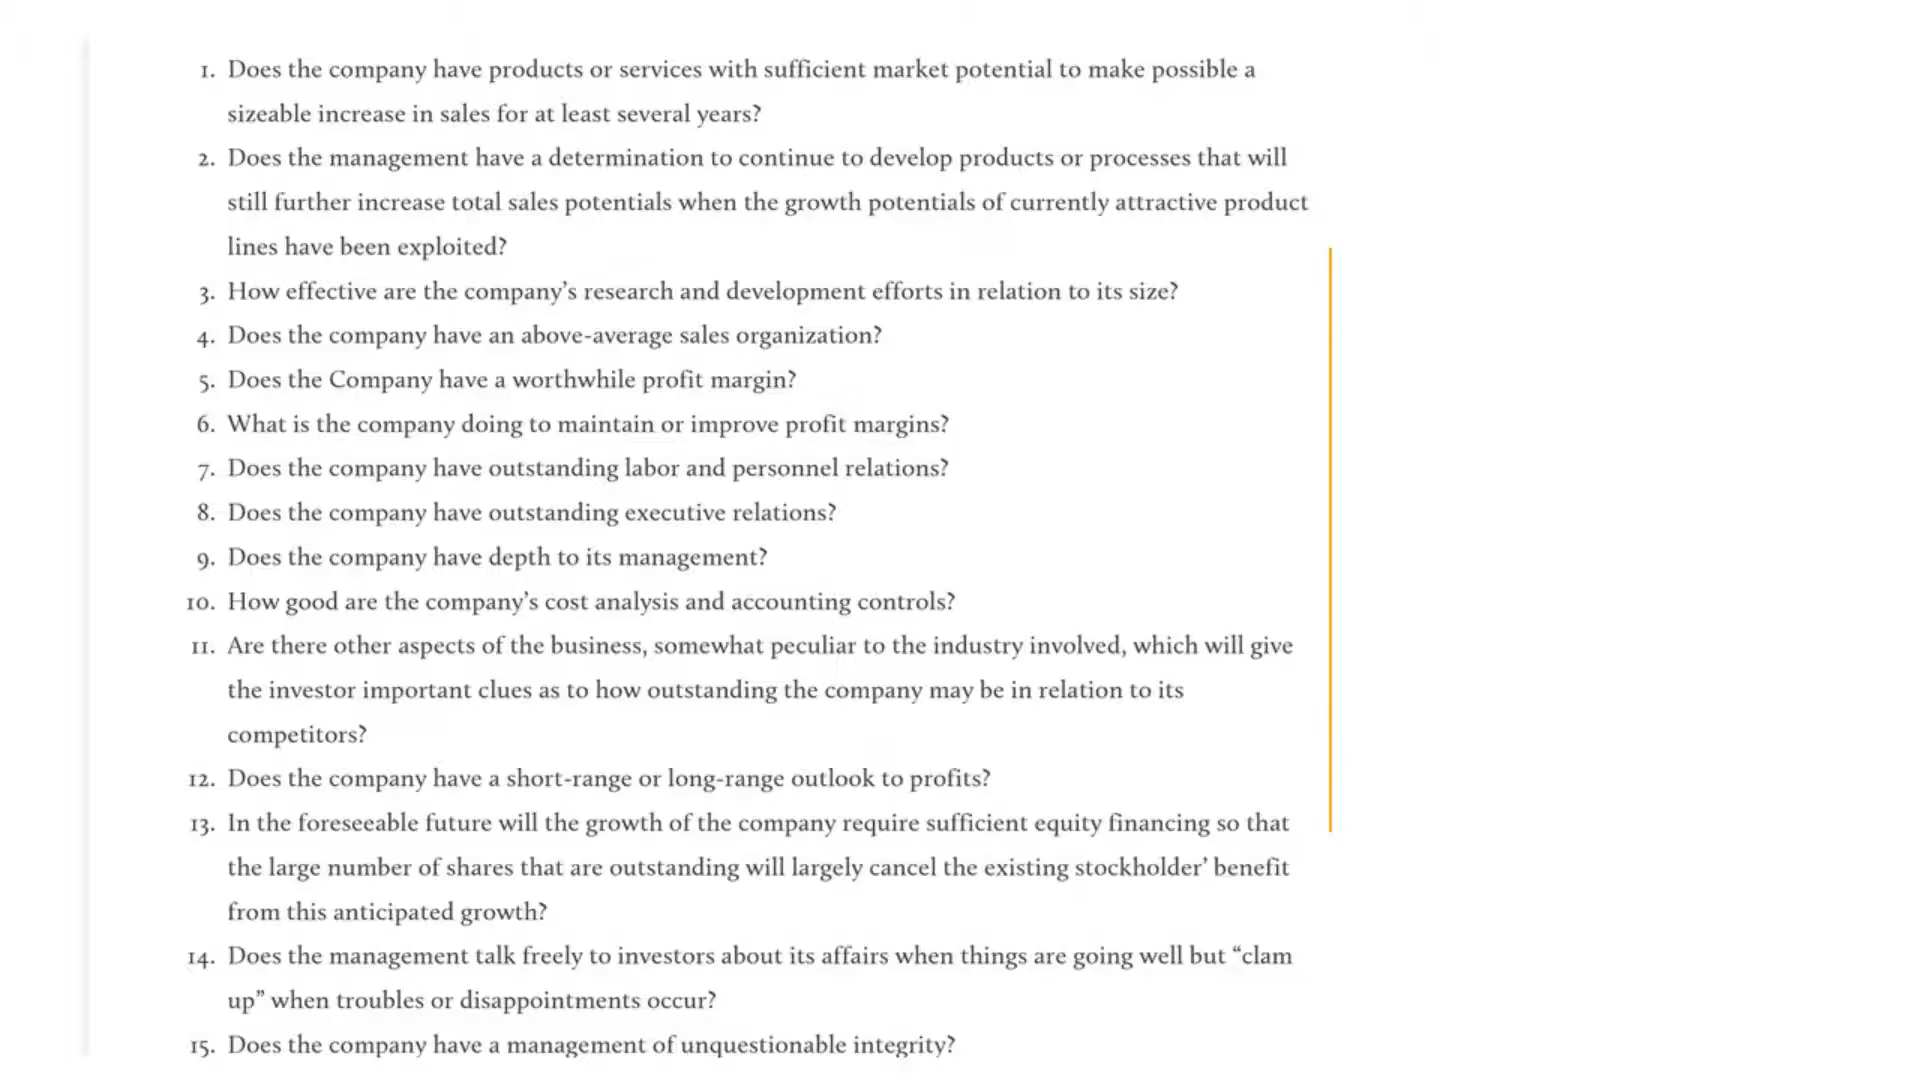 1. Does the company have products or services with sufficient market potential to make possible a
sizeable increase in sales for at least several years?
2. Does the management have a determination to continue to develop products or processes that will
still further increase total sales potentials when the growth potentials of currently attractive product
lines have been exploited?
3. How effective are the company’s research and development efforts in relation to its size?
4. Does the company have an above-average sales organization?
5. Does the Company have a worthwhile profit margin?
6. What is the company doing to maintain or improve profit margins?
7. Does the company have outstanding labor and personnel relations?
8. Does the company have outstanding executive relations?
9. Does the company have depth to its management?
10. How good are the company’s cost analysis and accounting controls?
11. Are there other aspects of the business, somewhat peculiar to the industry involved, which will give
the investor important clues as to how outstanding the company may be in relation to its
competitors?
12. Does the company have a short-range or long-range outlook to profits?
13. In the foreseeable future will the growth of the company require sufficient equity financing so that
the large number of shares that are outstanding will largely cancel the existing stockholder’ benefit
from this anticipated growth?
14. Does the management talk freely to investors about its affairs when things are going well but “clam
up” when troubles or disappointments occur?
15. Does the company have a management of unquestionable integrity?